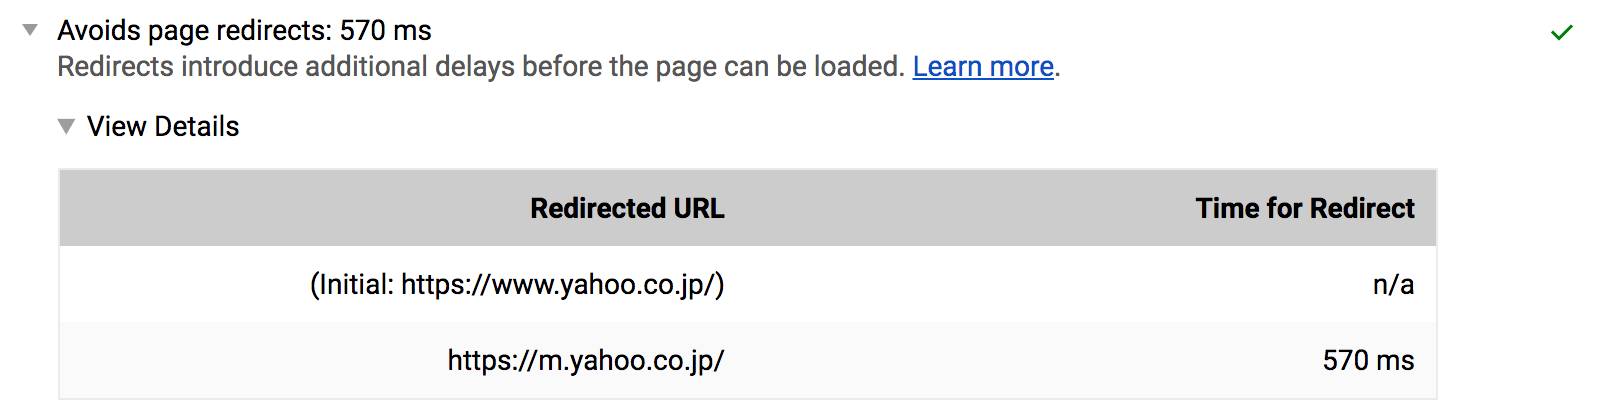 Avoids page redirects: 570 ms
Redirects introduce additional delays before the page can be loaded. Learn more.
View Details
Redirected URL Time for Redirect
(Initial: https://www.yahoo.co.jp/) n/a
https://m.yahoo.co.jp/ 570 ms